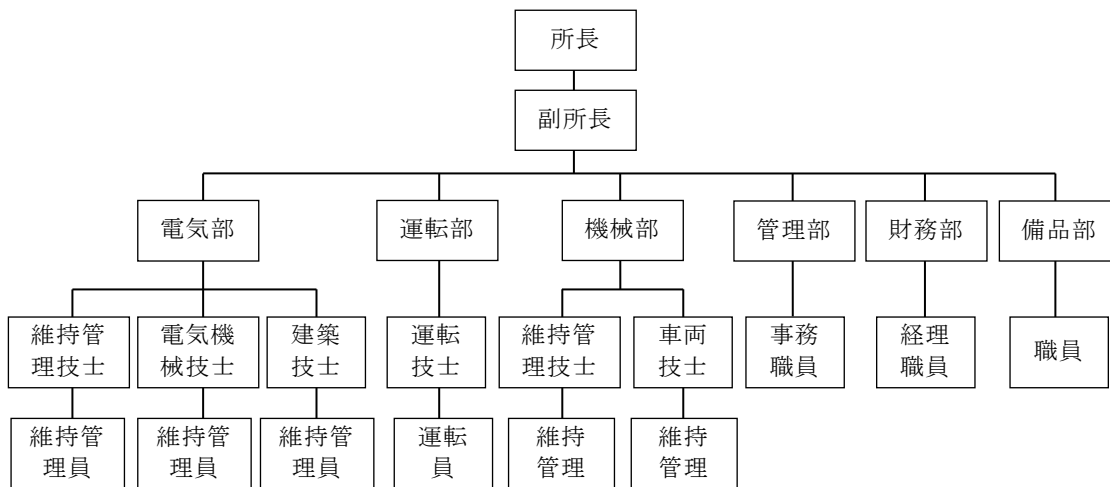 所長
副所長
電気部
運転部
機械部
管理部
財務部
備品部
維持管
理技士
電気機
械技士
建築
技士
運転
技士
維持管
理技士
車両
技士
事務
職員
経理
職員
職員
維持管
理員
維持管
理員
維持管
理員
運転
員
維持
管理
維持
管理